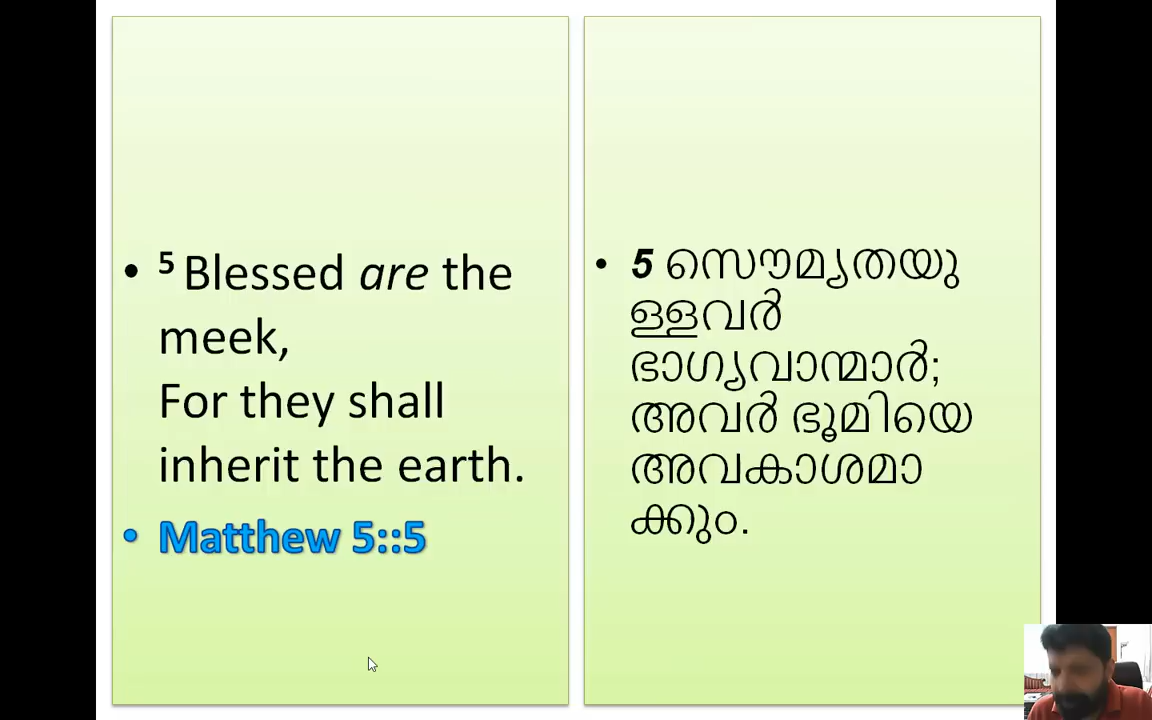 • ⁵ Blessed are the
meek,
For they shall
inherit the earth.
• Matthew 5::5
• 5 സൌമ്യതയു
ള്ളവർ
ഭാഗ്യവാന്മാർ;
അവർ ഭൂമിയെ
അവകാശമാ
ക്കും.